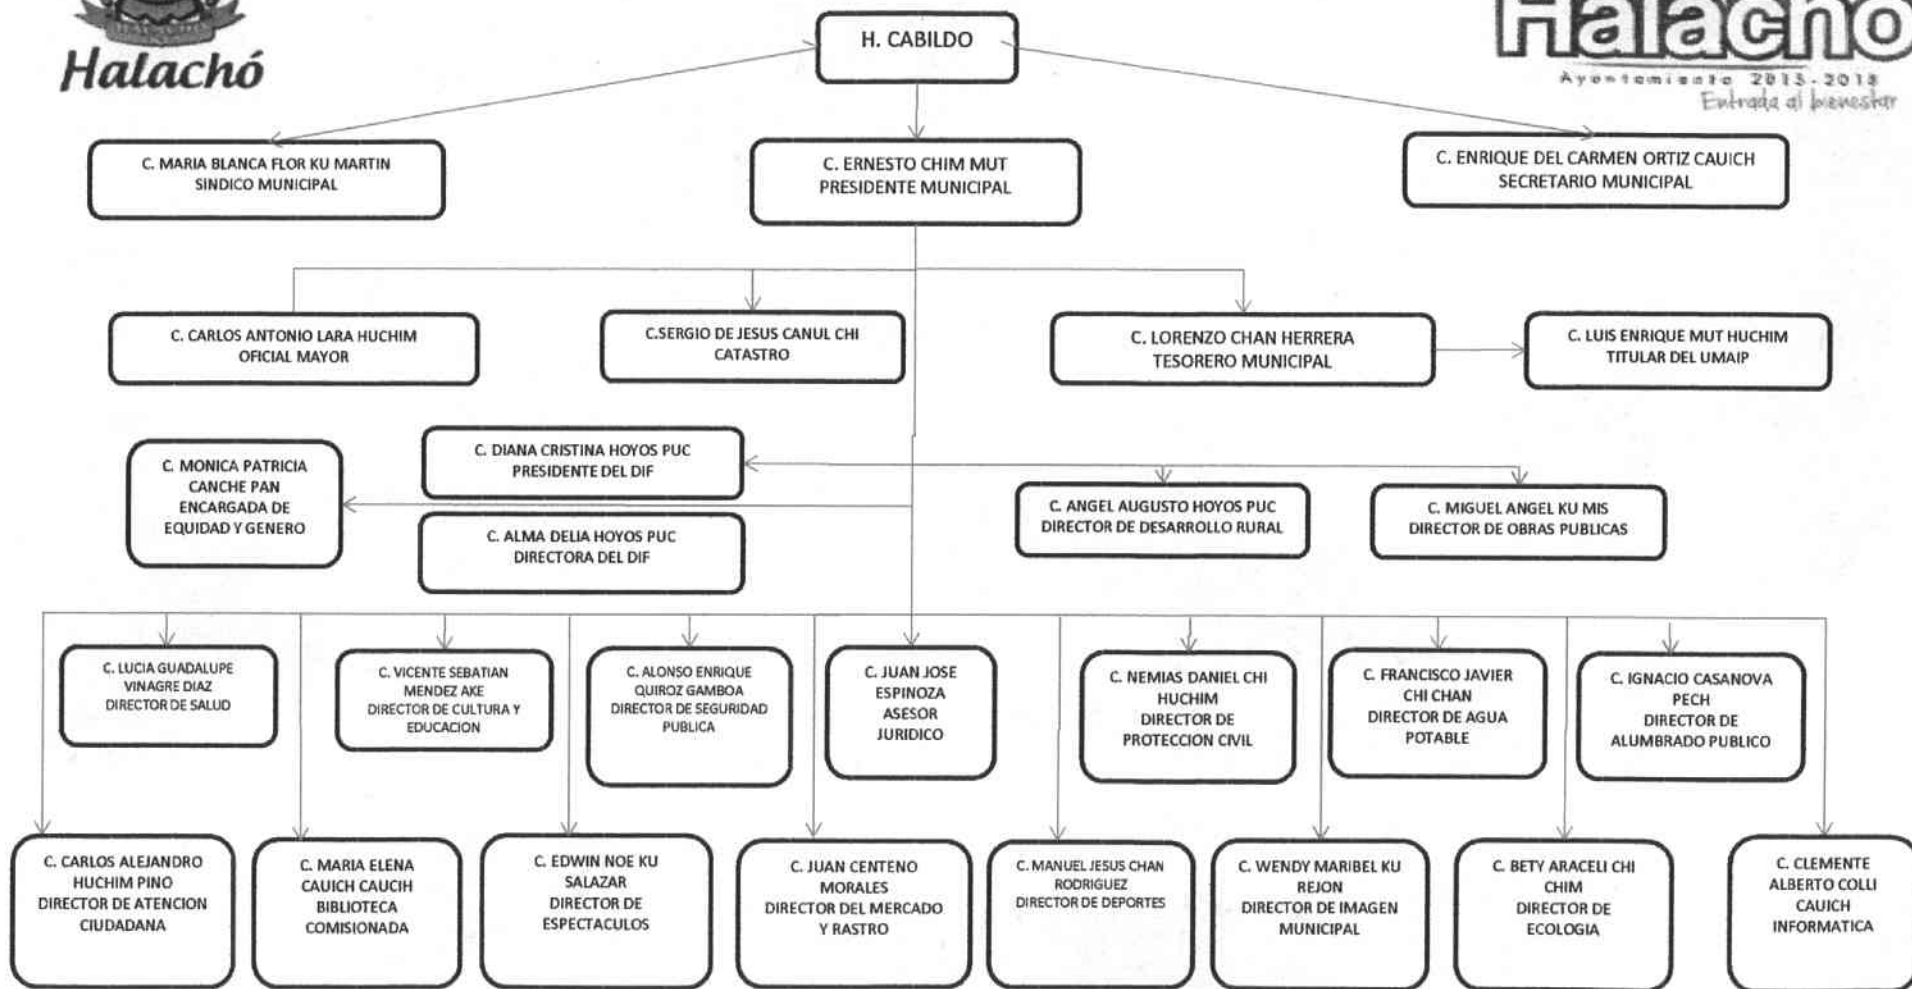 Halachó
H. CABILDO
Halachó
Ayuntamiento 2015-2018
Entrada al bienestar
C. MARIA BLANCA FLOR KU MARTIN
SINDICO MUNICIPAL
C. ERNESTO CHIM MUT
PRESIDENTE MUNICIPAL
C. ENRIQUE DEL CARMEN ORTIZ CAUICH
SECRETARIO MUNICIPAL
C. CARLOS ANTONIO LARA HUCHIM
OFICIAL MAYOR
C.SERGIO DE JESUS CANUL CHI
CATASTRO
C. LORENZO CHAN HERRERA
TESORERO MUNICIPAL
C. LUIS ENRIQUE MUT HUCHIM
TITULAR DEL UMAIP
C. MONICA PATRICIA
CANCHE PAN
ENCARGADA DE
EQUIDAD Y GENERO
C. DIANA CRISTINA HOYOS PUC
PRESIDENTE DEL DIF
C. ALMA DELIA HOYOS PUC
DIRECTORA DEL DIF
C. ANGEL AUGUSTO HOYOS PUC
DIRECTOR DE DESARROLLO RURAL
C. MIGUEL ANGEL KU MIS
DIRECTOR DE OBRAS PUBLICAS
C. LUCIA GUADALUPE
VINAGRE DIAZ
DIRECTOR DE SALUD
C. VICENTE SEBATIAN
MENDEZ AKE
DIRECTOR DE CULTURA Y
EDUCACION
C. ALONSO ENRIQUE
QUIROZ GAMBOA
DIRECTOR DE SEGURIDAD
PUBLICA
C. JUAN JOSE
ESPINOZA
ASESOR
JURIDICO
C. NEMIAS DANIEL CHI
HUCHIM
DIRECTOR DE
PROTECCION CIVIL
C. FRANCISCO JAVIER
CHI CHAN
DIRECTOR DE AGUA
POTABLE
C. IGNACIO CASANOVA
PECH
DIRECTOR DE
ALUMBRADO PUBLICO
C. CARLOS ALEJANDRO
HUCHIM PINO
DIRECTOR DE ATENCION
CIUDADANA
C. MARIA ELENA
CAUICH CAUCIH
BIBLIOTECA
COMISIONADA
C. EDWIN NOE KU
SALAZAR
DIRECTOR DE
ESPECTACULOS
C. JUAN CENTENO
MORALES
DIRECTOR DEL MERCADO
Y RASTRO
C. MANUEL JESUS CHAN
RODRIGUEZ
DIRECTOR DE DEPORTES
C. WENDY MARIBEL KU
REJON
DIRECTOR DE IMAGEN
MUNICIPAL
C. BETY ARACELI CHI
CHIM
DIRECTOR DE
ECOLOGIA
C. CLEMENTE
ALBERTO COLLI
CAUICH
INFORMATICA